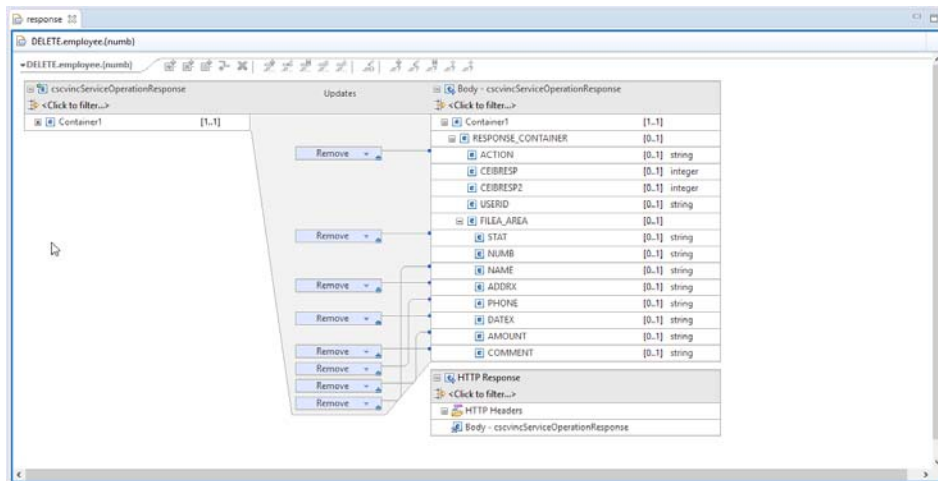 response
DELETE.employee.{numb}
DELETE.employee.{numb}
cscvincServiceOperationResponse
<Click to filter...>
Container1 [1..1]
Updates
Remove
Remove
Remove
Remove
Remove
Remove
Remove
Remove
Body - cscvincServiceOperationResponse
<Click to filter...>
Container1 [1..1]
RESPONSE_CONTAINER [0..1]
ACTION [0..1] string
CEIBRESP [0..1] integer
CEIBRESP2 [0..1] integer
USERID [0..1] string
FILEA_AREA [0..1]
STAT [0..1] string
NUMB [0..1] string
NAME [0..1] string
ADDRX [0..1] string
PHONE [0..1] string
DATEX [0..1] string
AMOUNT [0..1] string
COMMENT [0..1] string
HTTP Response
<Click to filter...>
HTTP Headers
Body - cscvincServiceOperationResponse